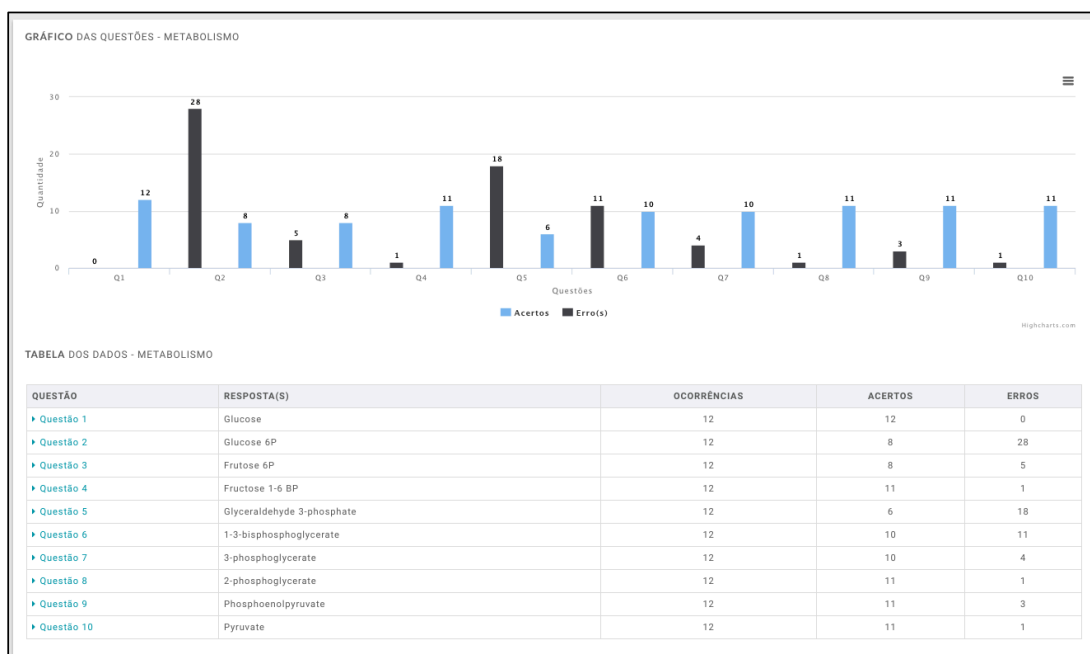 GRÁFICO DAS QUESTÕES - METABOLISMO
30
20
10
0
Quantidade
0
12
28
8
5
8
1
11
18
6
11
10
4
10
1
11
3
11
1
11
Q1 Q2 Q3 Q4 Q5 Q6 Q7 Q8 Q9 Q10
Questões
Acertos Erro(s)
Highcharts.com
TABELA DOS DADOS - METABOLISMO
QUESTÃO RESPOSTA(S) OCORRÊNCIAS ACERTOS ERROS
Questão 1 Glucose 12 12 0
Questão 2 Glucose 6P 12 8 28
Questão 3 Frutose 6P 12 8 5
Questão 4 Fructose 1-6 BP 12 11 1
Questão 5 Glyceraldehyde 3-phosphate 12 6 18
Questão 6 1-3-bisphosphoglycerate 12 10 11
Questão 7 3-phosphoglycerate 12 10 4
Questão 8 2-phosphoglycerate 12 11 1
Questão 9 Phosphoenolpyruvate 12 11 3
Questão 10 Pyruvate 12 11 1